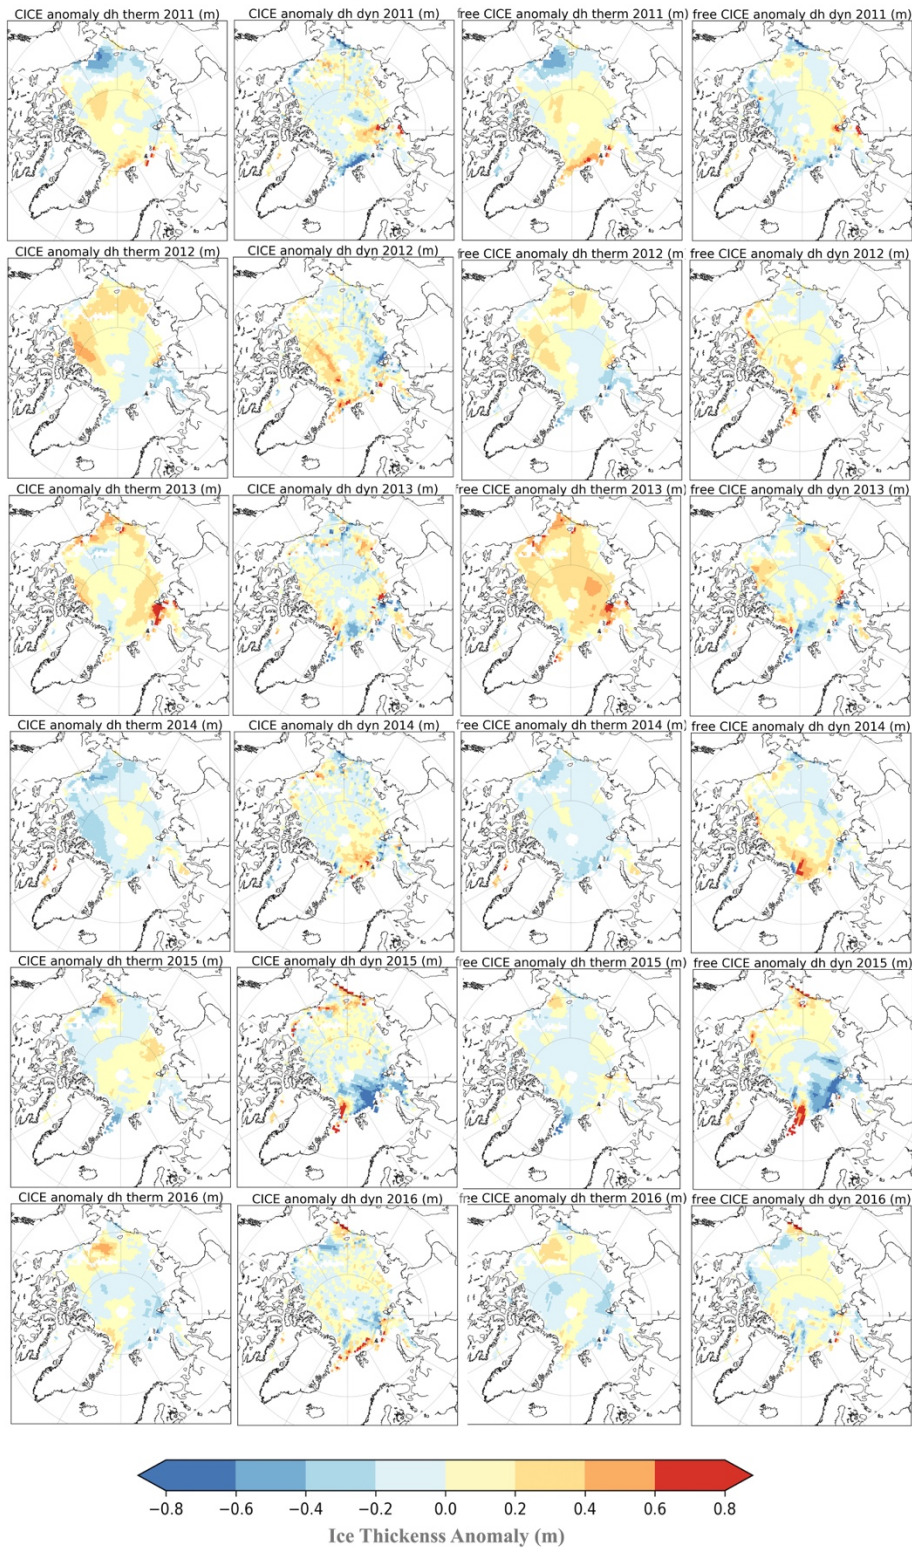 CICE anomaly dh therm 2011 (m) CICE anomaly dh dyn 2011 (m) free CICE anomaly dh therm 2011 (m) free CICE anomaly dh dyn 2011 (m)
CICE anomaly dh therm 2012 (m) CICE anomaly dh dyn 2012 (m) free CICE anomaly dh therm 2012 (m free CICE anomaly dh dyn 2012 (m)
CICE anomaly dh therm 2013 (m) CICE anomaly dh dyn 2013 (m) free CICE anomaly dh therm 2013 (m) free CICE anomaly dh dyn 2013 (m)
CICE anomaly dh therm 2014 (m) CICE anomaly dh dyn 2014 (m) free CICE anomaly dh therm 2014 (m) free CICE anomaly dh dyn 2014 (m)
CICE anomaly dh therm 2015 (m) CICE anomaly dh dyn 2015 (m) free CICE anomaly dh therm 2015 (m) free CICE anomaly dh dyn 2015 (m)
CICE anomaly dh therm 2016 (m) CICE anomaly dh dyn 2016 (m) free CICE anomaly dh therm 2016 (m) free CICE anomaly dh dyn 2016 (m)
−0.8 −0.6 −0.4 −0.2 0.0 0.2 0.4 0.6 0.8
Ice Thickenss Anomaly (m)